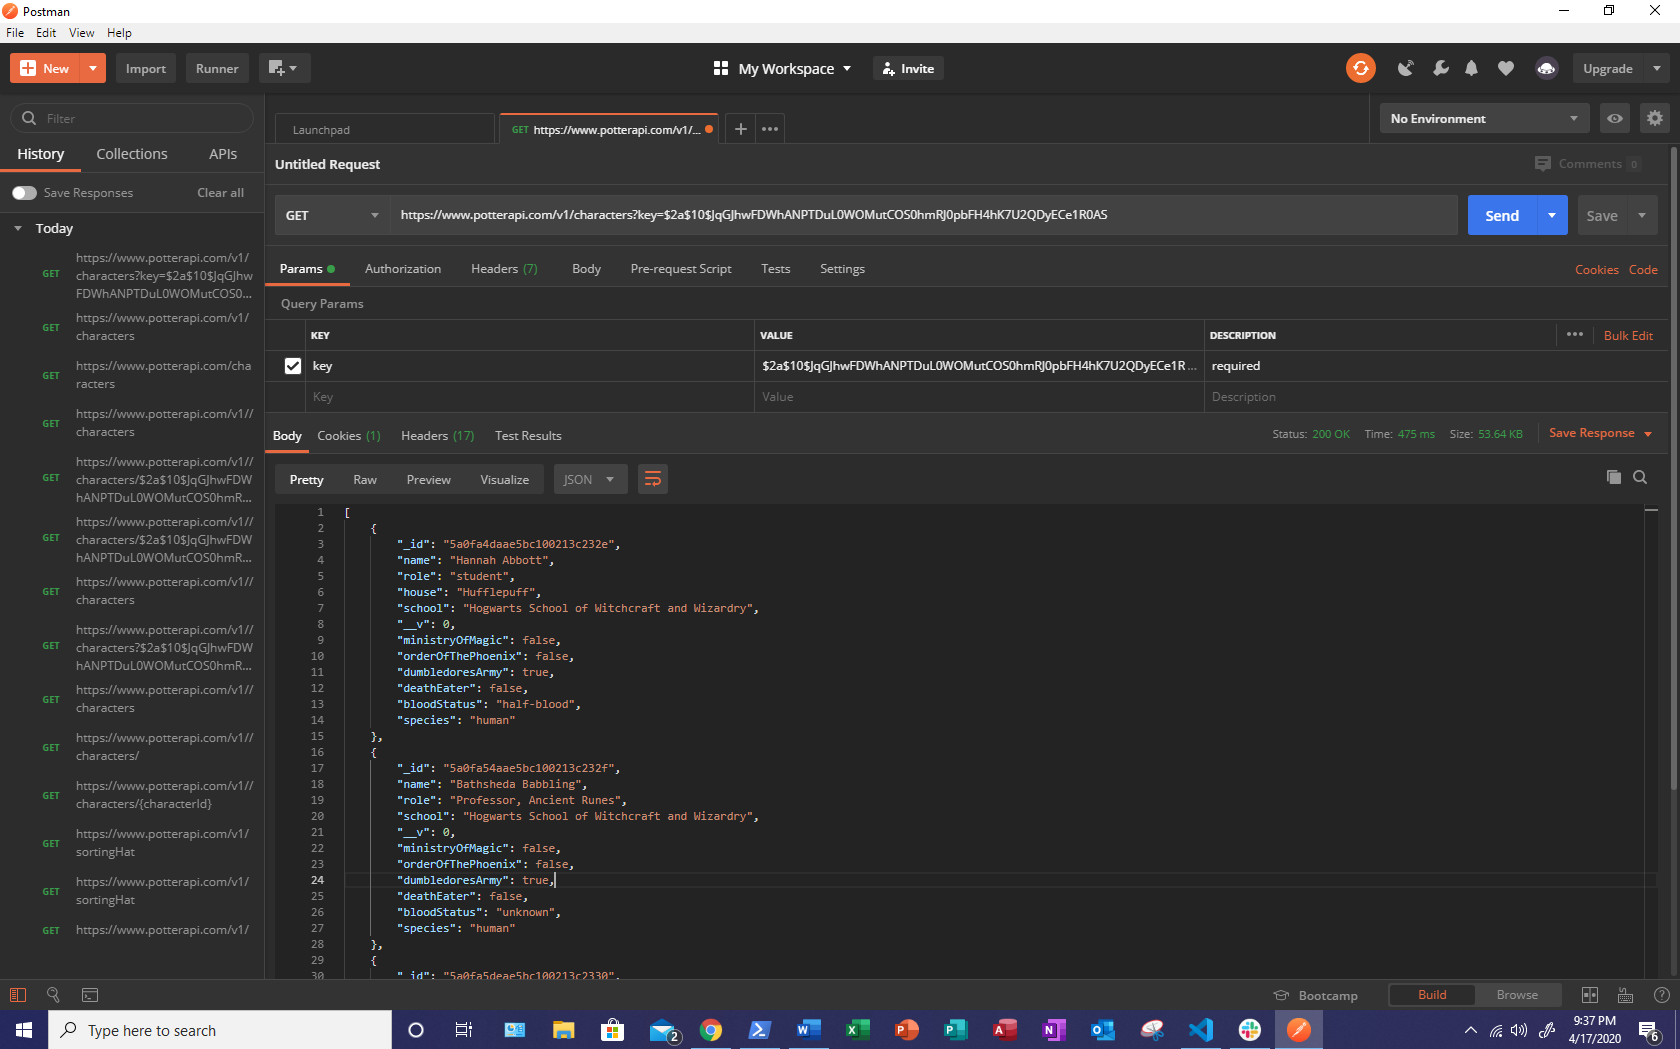 Postman
File Edit View Help
New Import Runner My Workspace Invite Upgrade
Filter
History Collections APIs
Save Responses Clear all
Today
GET https://www.potterapi.com/v1/
characters?key=$2a$10$JqGJhw
FDWhANPTDuL0WOMutCOS0...
GET https://www.potterapi.com/v1/
characters
GET https://www.potterapi.com/cha
racters
GET https://www.potterapi.com/v1//
characters
GET https://www.potterapi.com/v1//
characters/$2a$10$JqGJhwFDW
hANPTDuL0WOMutCOS0hmR...
GET https://www.potterapi.com/v1//
characters/$2a$10$JqGJhwFDW
hANPTDuL0WOMutCOS0hmR...
GET https://www.potterapi.com/v1//
characters
GET https://www.potterapi.com/v1//
characters?$2a$10$JqGJhwFDW
hANPTDuL0WOMutCOS0hmR...
GET https://www.potterapi.com/v1//
characters
GET https://www.potterapi.com/v1//
characters/
GET https://www.potterapi.com/v1//
characters/{characterId}
GET https://www.potterapi.com/v1/
sortingHat
GET https://www.potterapi.com/v1/
sortingHat
GET https://www.potterapi.com/v1/
Launchpad GET https://www.potterapi.com/v1/... No Environment
Untitled Request Comments 0
GET https://www.potterapi.com/v1/characters?key=$2a$10$JqGJhwFDWhANPTDuL0WOMutCOS0hmRJ0pbFH4hK7U2QDyECe1R0AS Send Save
Params Authorization Headers (7) Body Pre-request Script Tests Settings Cookies Code
Query Params
KEY VALUE DESCRIPTION Bulk Edit
key $2a$10$JqGJhwFDWhANPTDuL0WOMutCOS0hmRJ0pbFH4hK7U2QDyECe1R... required
Key Value Description
Body Cookies (1) Headers (17) Test Results Status: 200 OK Time: 475 ms Size: 53.64 KB Save Response
Pretty Raw Preview Visualize JSON
1 [
2 {
3 "_id": "5a0fa4daae5bc100213c232e",
4 "name": "Hannah Abbott",
5 "role": "student",
6 "house": "Hufflepuff",
7 "school": "Hogwarts School of Witchcraft and Wizardry",
8 "__v": 0,
9 "ministryOfMagic": false,
10 "orderOfThePhoenix": false,
11 "dumbledoresArmy": true,
12 "deathEater": false,
13 "bloodStatus": "half-blood",
14 "species": "human"
15 },
16 {
17 "_id": "5a0fa54aae5bc100213c232f",
18 "name": "Bathsheda Babbling",
19 "role": "Professor, Ancient Runes",
20 "school": "Hogwarts School of Witchcraft and Wizardry",
21 "__v": 0,
22 "ministryOfMagic": false,
23 "orderOfThePhoenix": false,
24 "dumbledoresArmy": true,
25 "deathEater": false,
26 "bloodStatus": "unknown",
27 "species": "human"
28 },
29 {
30 "_id": "5a0fa5deae5bc100213c2330",
Bootcamp Build Browse
Type here to search 2 9:37 PM
4/17/2020 6